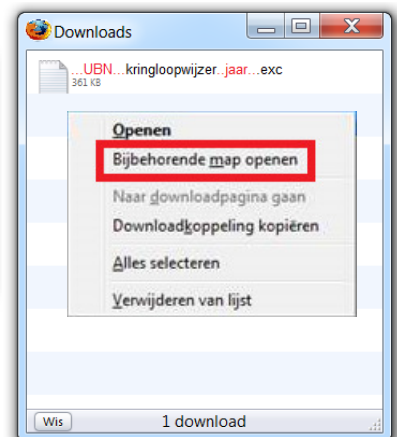 Downloads
...UBN...kringloopwijzer..jaar...exc
361 KB
Openen
Bijbehorende map openen
Naar downloadpagina gaan
Downloadkoppeling kopiëren
Alles selecteren
Verwijderen van lijst
Wis 1 download